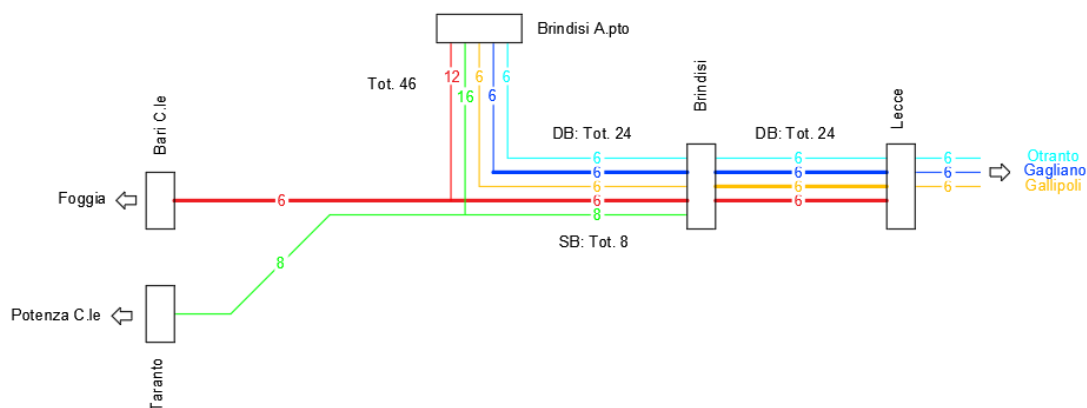 Brindisi A.pto
Tot. 46
12
16
6
6
6
Bari C.le
Brindisi
Lecce
DB: Tot. 24
DB: Tot. 24
6
6
6
Otranto
6
6
6
Gagliano
6
6
6
Gallipoli
Foggia
6
6
6
8
SB: Tot. 8
8
Potenza C.le
Taranto